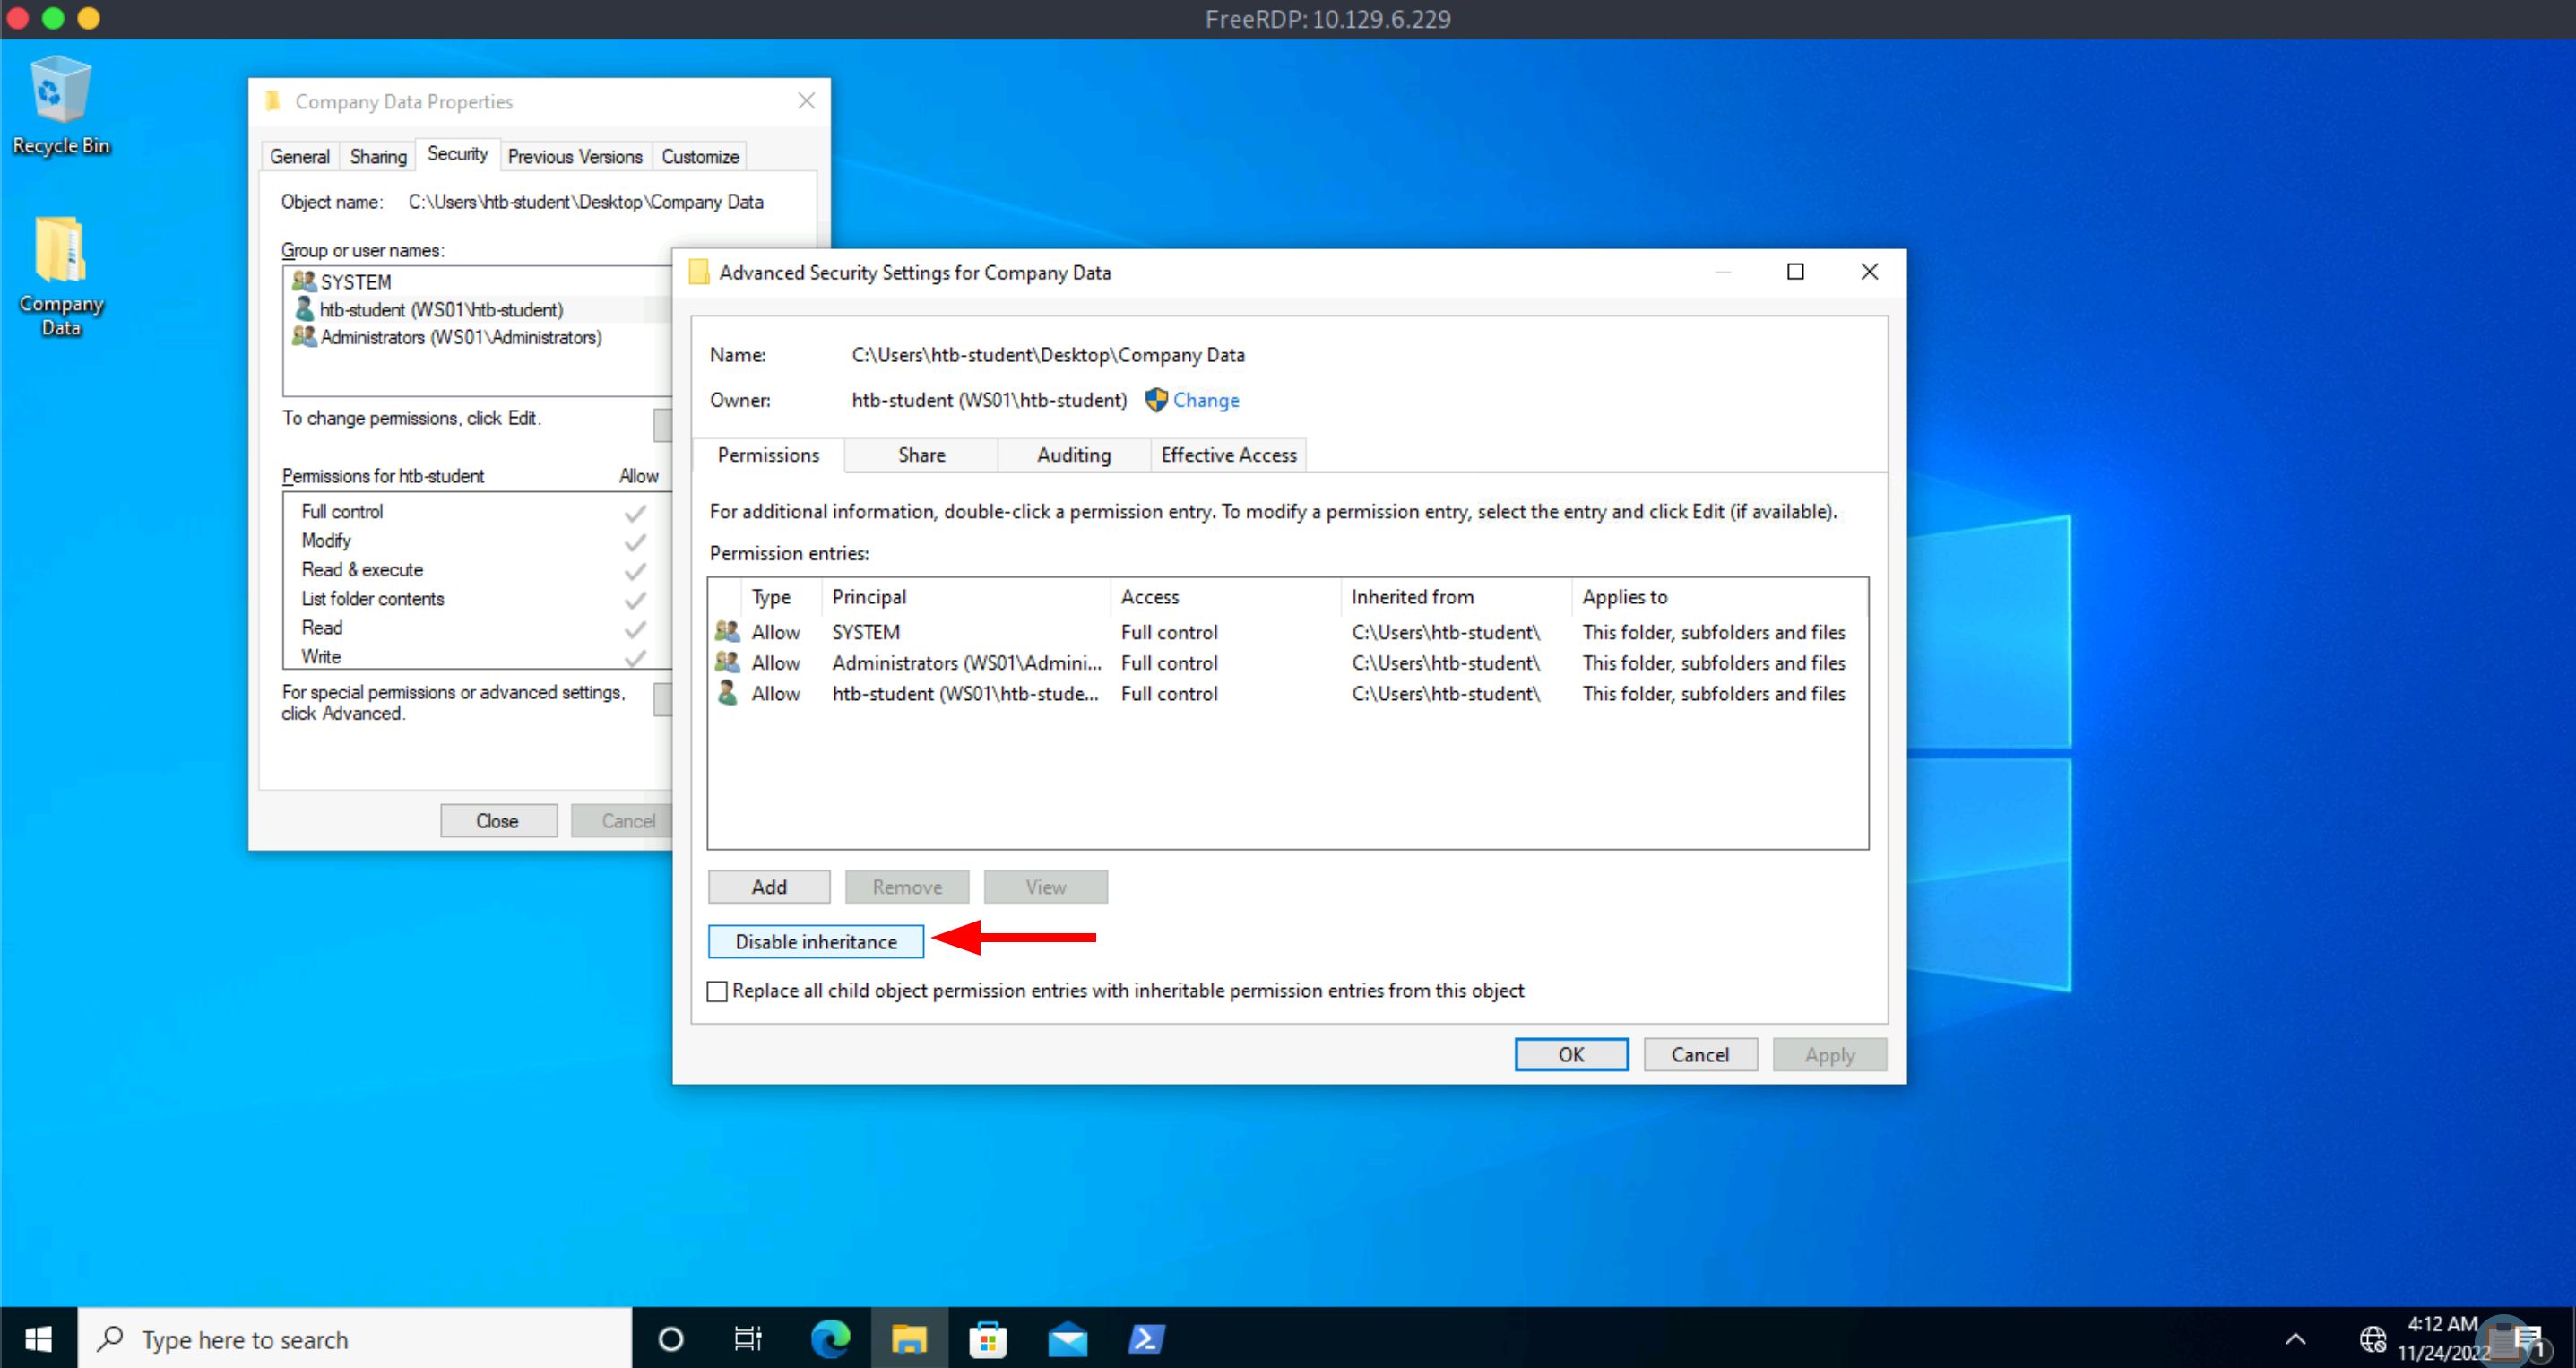 FreeRDP: 10.129.6.229
Recycle Bin
Company
Data
Company Data Properties
General Sharing Security Previous Versions Customize
Object name: C:\Users\htb-student\Desktop\Company Data
Group or user names:
SYSTEM
htb-student (WS01\htb-student)
Administrators (WS01\Administrators)
To change permissions, click Edit.
Permissions for htb-student Allow
Full control
Modify
Read & execute
List folder contents
Read
Write
For special permissions or advanced settings,
click Advanced.
Close Cancel
Advanced Security Settings for Company Data
Name: C:\Users\htb-student\Desktop\Company Data
Owner: htb-student (WS01\htb-student) Change
Permissions Share Auditing Effective Access
For additional information, double-click a permission entry. To modify a permission entry, select the entry and click Edit (if available).
Permission entries:
Type Principal Access Inherited from Applies to
Allow SYSTEM Full control C:\Users\htb-student\ This folder, subfolders and files
Allow Administrators (WS01\Admini... Full control C:\Users\htb-student\ This folder, subfolders and files
Allow htb-student (WS01\htb-stude... Full control C:\Users\htb-student\ This folder, subfolders and files
Add Remove View
Disable inheritance
Replace all child object permission entries with inheritable permission entries from this object
OK Cancel Apply
Type here to search
4:12 AM
11/24/2022
1